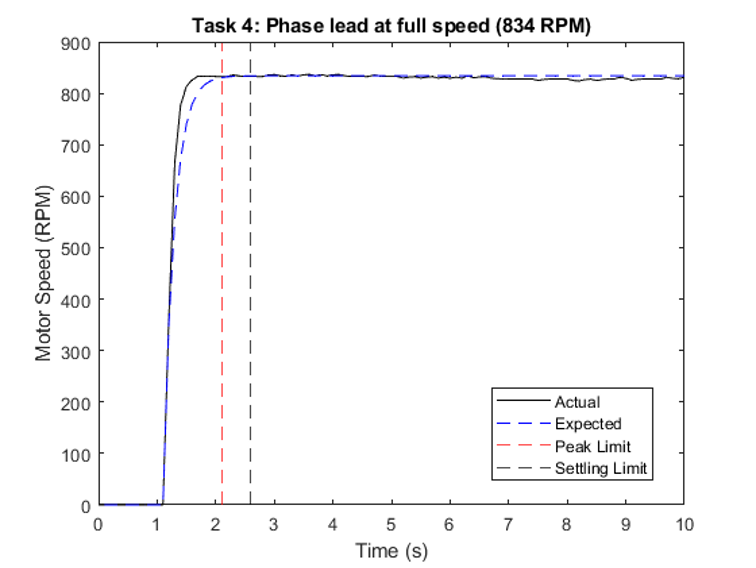 Task 4: Phase lead at full speed (834 RPM)
900
800
700
600
500
400
300
200
100
0
Motor Speed (RPM)
Actual
Expected
Peak Limit
Settling Limit
0 1 2 3 4 5 6 7 8 9 10
Time (s)